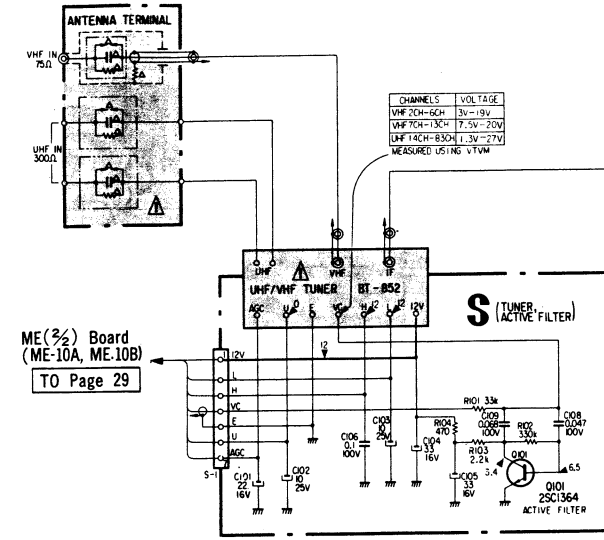 ANTENNA TERMINAL
VHF IN
75Ω
UHF IN
300Ω
CHANNELS VOLTAGE
VHF 2CH-6CH 3V-19V
VHF 7CH-13CH 7.5V-20V
UHF 14CH-83CH 1.3V-27V
MEASURED USING VTVM
UHF VHF IF
UHF/VHF TUNER BT-852
AGC U 0 E VC H 12 L 12 12V
S (TUNER, ACTIVE FILTER)
ME(2/2) Board
(ME-10A, ME.10B)
TO Page 29
12V
12
L
H
VC
E
U
AGC
S-1
C101
22
16V
C102
10
25V
C106
0.1
100V
C103
10
25V
C104
33
16V
R104
470
C105
33
16V
R101 33k
C109
0.068
100V
R102
330k
C108
0.047
100V
R103
2.2k
Q101
6.4
6.5
Q101
2SC1364
ACTIVE FILTER